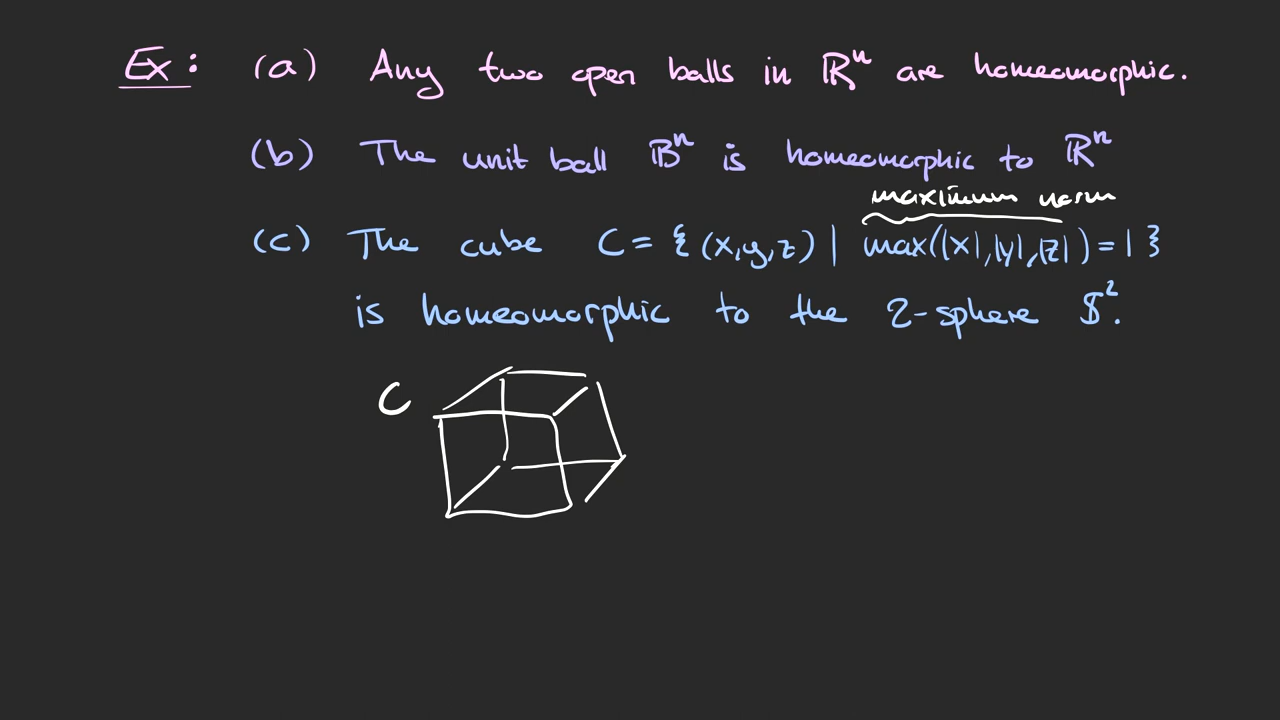 Ex: (a) Any two open balls in ℝⁿ are homeomorphic.
(b) The unit ball 𝔹ⁿ is homeomorphic to ℝⁿ
maximum norm
(c) The cube C = {(x,y,z) | max(|x|,|y|,|z|) = 1}
is homeomorphic to the 2-sphere 𝕊².
C